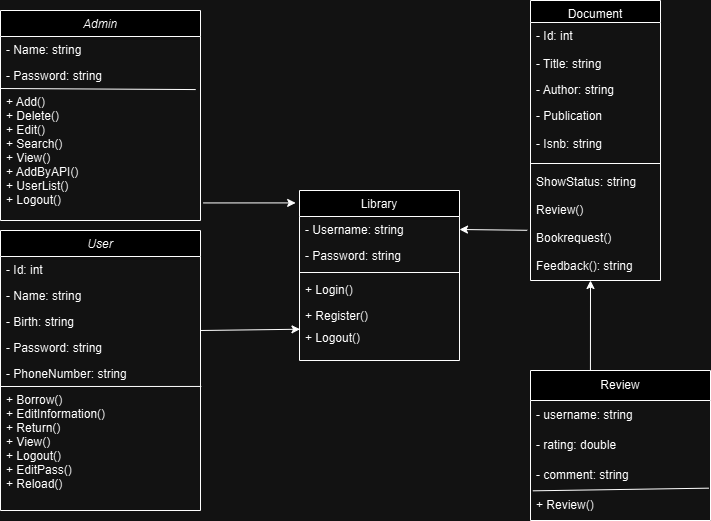 Admin
- Name: string
- Password: string
+ Add()
+ Delete()
+ Edit()
+ Search()
+ View()
+ AddByAPI()
+ UserList()
+ Logout()
User
- Id: int
- Name: string
- Birth: string
- Password: string
- PhoneNumber: string
+ Borrow()
+ EditInformation()
+ Return()
+ View()
+ Logout()
+ EditPass()
+ Reload()
Library
- Username: string
- Password: string
+ Login()
+ Register()
+ Logout()
Document
- Id: int
- Title: string
- Author: string
- Publication
- Isnb: string
ShowStatus: string
Review()
Bookrequest()
Feedback(): string
Review
- username: string
- rating: double
- comment: string
+ Review()